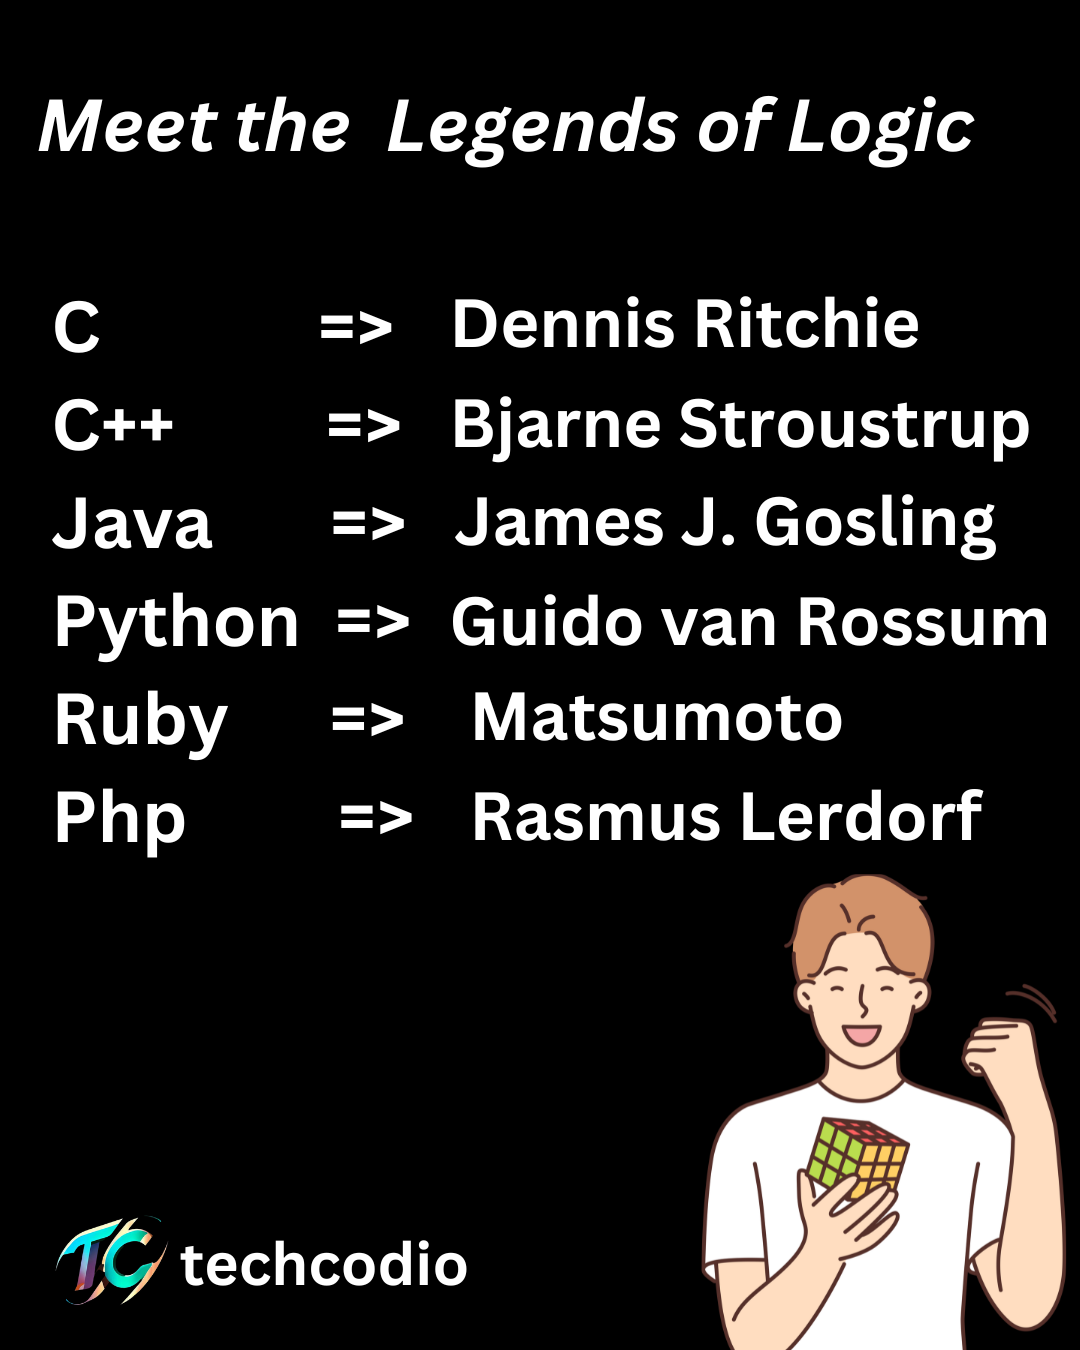 Meet the Legends of Logic
C => Dennis Ritchie
C++ => Bjarne Stroustrup
Java => James J. Gosling
Python => Guido van Rossum
Ruby => Matsumoto
Php => Rasmus Lerdorf
TC techcodio